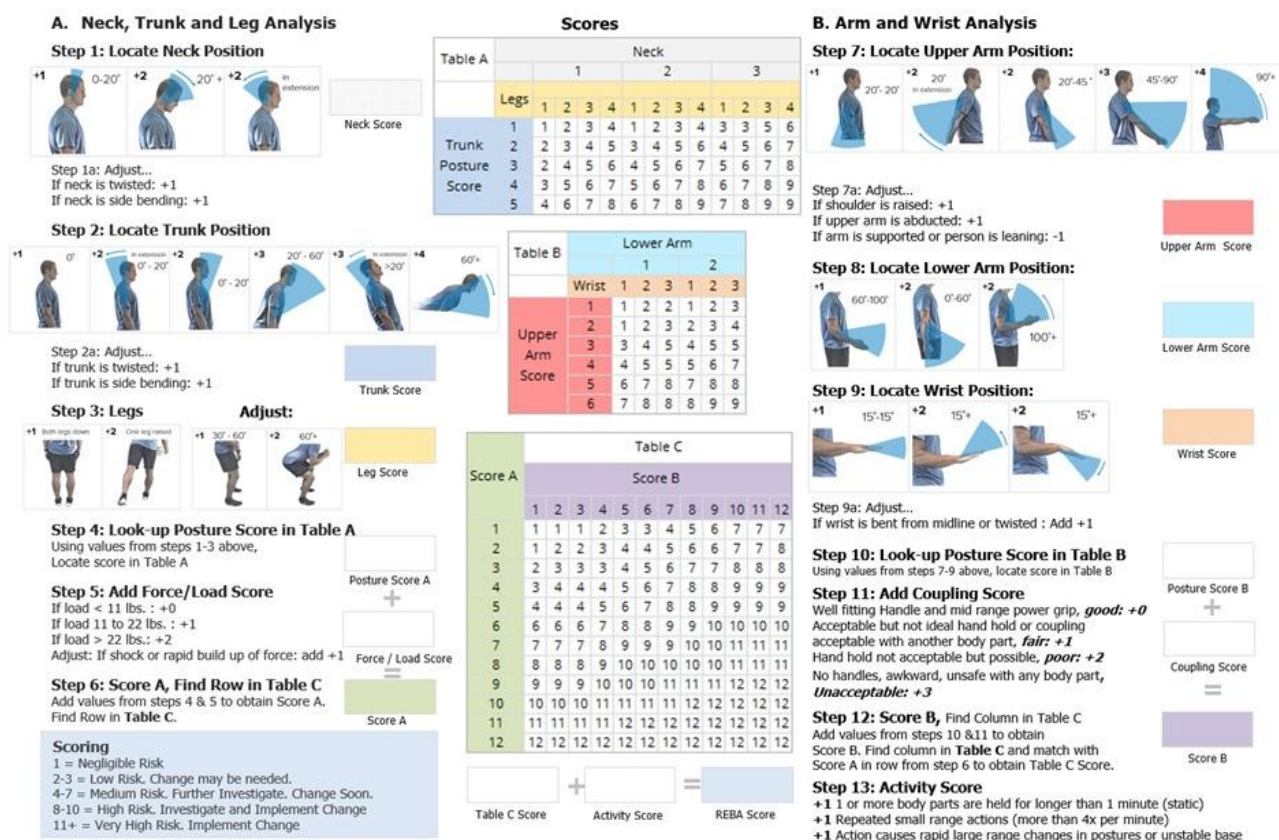 A. Neck, Trunk and Leg Analysis
Step 1: Locate Neck Position
+1 0-20° +2 20°+ +2 in extension
Neck Score
Step 1a: Adjust...
If neck is twisted: +1
If neck is side bending: +1
Step 2: Locate Trunk Position
+1 0° +2 in extension 0°- 20° +2 0°- 20° +3 20°- 60° +3 in extension >20° +4 60°+
Step 2a: Adjust...
If trunk is twisted: +1
If trunk is side bending: +1
Trunk Score
Step 3: Legs Adjust:
+1 Both legs down +2 One leg raised +1 30°- 60° +2 60°+
Leg Score
Step 4: Look-up Posture Score in Table A
Using values from steps 1-3 above,
Locate score in Table A
Posture Score A
+
Step 5: Add Force/Load Score
If load < 11 lbs. : +0
If load 11 to 22 lbs.: +1
If load > 22 lbs.: +2
Adjust: If shock or rapid build up of force: add +1
Force / Load Score
=
Step 6: Score A, Find Row in Table C
Add values from steps 4 & 5 to obtain Score A.
Find Row in Table C.
Score A
Scoring
1 = Negligible Risk
2-3 = Low Risk. Change may be needed.
4-7 = Medium Risk. Further Investigate. Change Soon.
8-10 = High Risk. Investigate and Implement Change
11+ = Very High Risk. Implement Change
Scores
Table A Neck
1 2 3
Legs 1 2 3 4 1 2 3 4 1 2 3 4
Trunk Posture Score
1 1 2 3 4 1 2 3 4 3 3 5 6
2 2 3 4 5 3 4 5 6 4 5 6 7
3 2 4 5 6 4 5 6 7 5 6 7 8
4 3 5 6 7 5 6 7 8 6 7 8 9
5 4 6 7 8 6 7 8 9 7 8 9 9
Table B Lower Arm
1 2
Wrist 1 2 3 1 2 3
Upper Arm Score
1 1 2 2 1 2 3
2 1 2 3 2 3 4
3 3 4 5 4 5 5
4 4 5 5 5 6 7
5 6 7 8 7 8 8
6 7 8 8 8 9 9
Table C
Score A Score B
1 2 3 4 5 6 7 8 9 10 11 12
1 1 1 1 2 3 3 4 5 6 7 7 7
2 1 2 2 3 4 4 5 6 6 7 7 8
3 2 3 3 3 4 5 6 7 7 8 8 8
4 3 4 4 4 5 6 7 8 8 9 9 9
5 4 4 4 5 6 7 8 8 9 9 9 9
6 6 6 6 7 8 8 9 9 10 10 10 10
7 7 7 7 8 9 9 9 10 10 11 11 11
8 8 8 8 9 10 10 10 10 10 11 11 11
9 9 9 9 10 10 10 11 11 11 12 12 12
10 10 10 10 11 11 11 11 12 12 12 12 12
11 11 11 11 11 12 12 12 12 12 12 12 12
12 12 12 12 12 12 12 12 12 12 12 12 12
+ =
Table C Score Activity Score REBA Score
B. Arm and Wrist Analysis
Step 7: Locate Upper Arm Position:
+1 20°- 20° +2 20° in extension +2 20°-45° +3 45°-90° +4 90°+
Step 7a: Adjust...
If shoulder is raised: +1
If upper arm is abducted: +1
If arm is supported or person is leaning: -1
Upper Arm Score
Step 8: Locate Lower Arm Position:
+1 60°-100° +2 0°-60° +2 100°+
Lower Arm Score
Step 9: Locate Wrist Position:
+1 15°-15° +2 15°+ +2 15°+
Wrist Score
Step 9a: Adjust...
If wrist is bent from midline or twisted : Add +1
Step 10: Look-up Posture Score in Table B
Using values from steps 7-9 above, locate score in Table B
Posture Score B
+
Step 11: Add Coupling Score
Well fitting Handle and mid range power grip, good: +0
Acceptable but not ideal hand hold or coupling
acceptable with another body part, fair: +1
Hand hold not acceptable but possible, poor: +2
No handles, awkward, unsafe with any body part,
Unacceptable: +3
Coupling Score
=
Step 12: Score B, Find Column in Table C
Add values from steps 10 &11 to obtain
Score B. Find column in Table C and match with
Score A in row from step 6 to obtain Table C Score.
Score B
Step 13: Activity Score
+1 1 or more body parts are held for longer than 1 minute (static)
+1 Repeated small range actions (more than 4x per minute)
+1 Action causes rapid large range changes in postures or unstable base